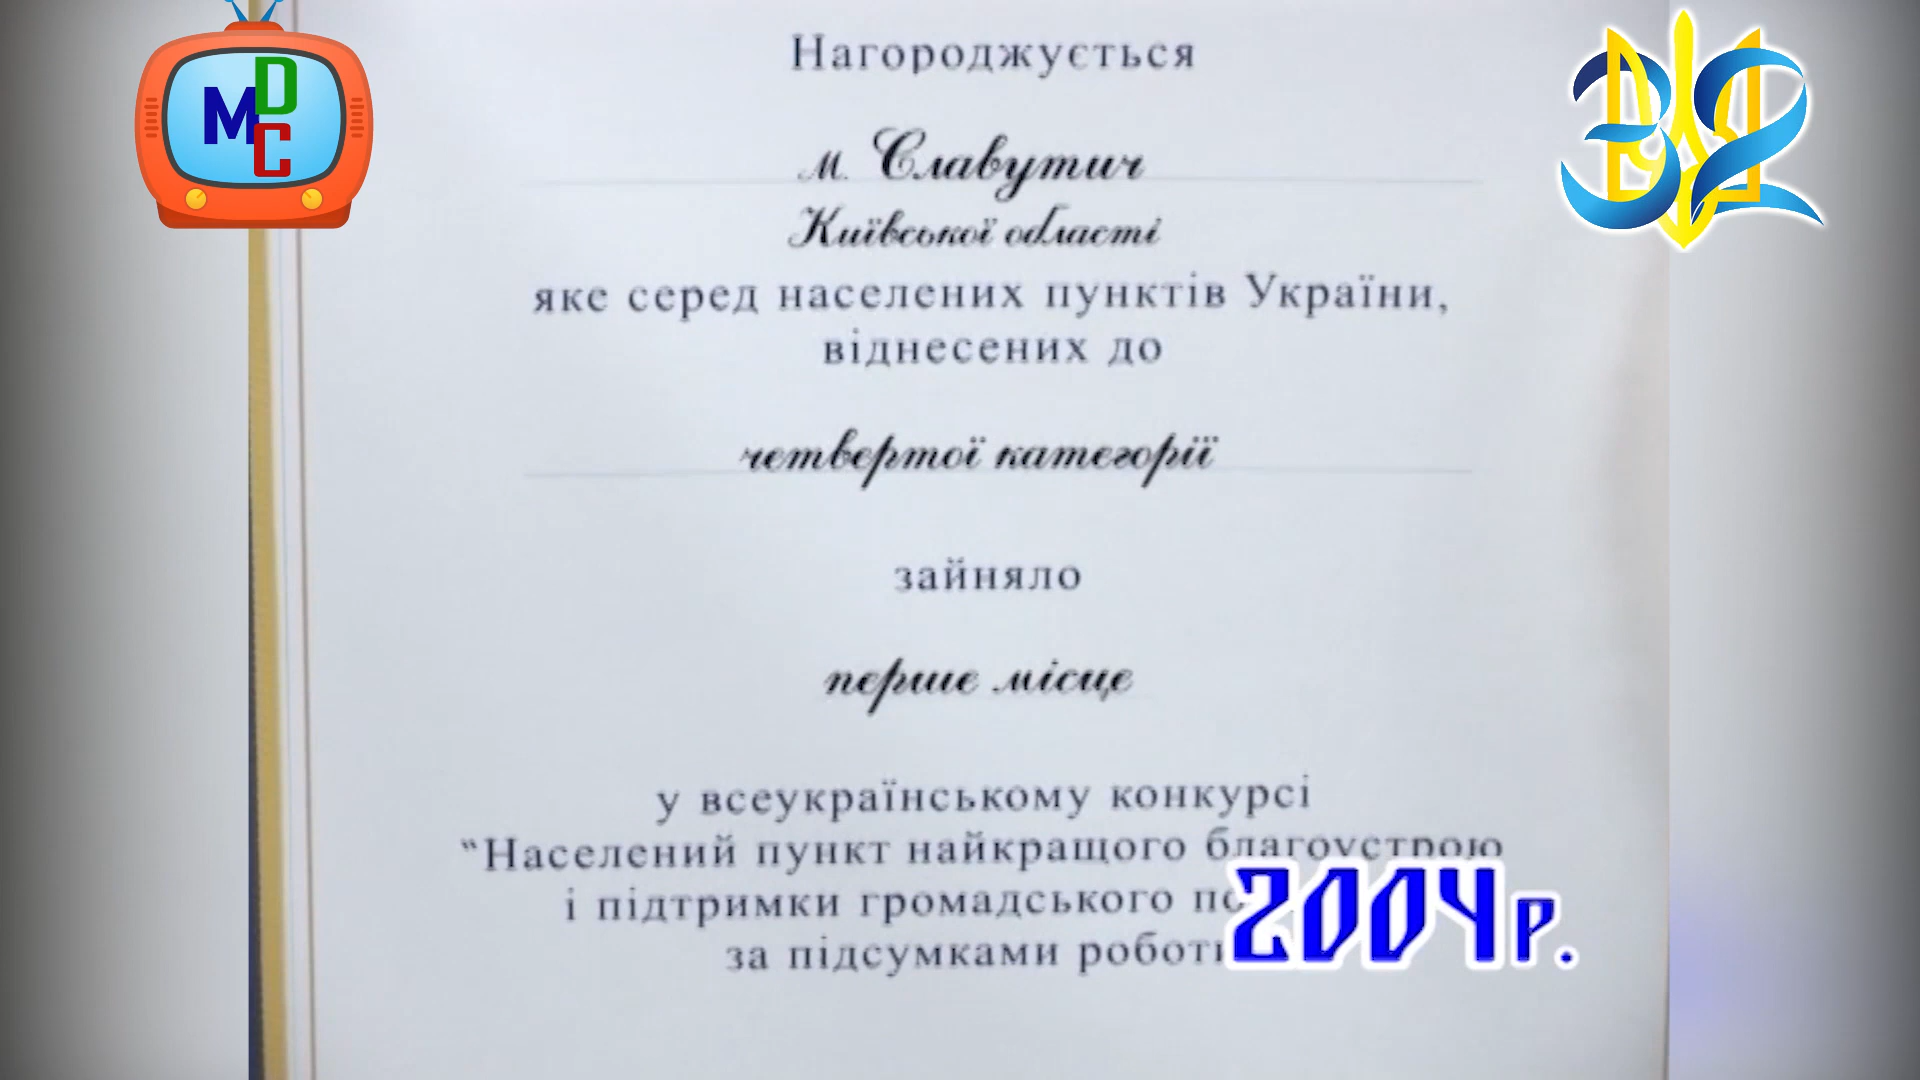 MDC
32
Нагороджується
м. Славутич
Київської області
яке серед населених пунктів України,
віднесених до
четвертої категорії
зайняло
перше місце
у всеукраїнському конкурсі
"Населений пункт найкращого благоустрою
і підтримки громадського
за підсумками роботи
2004р.